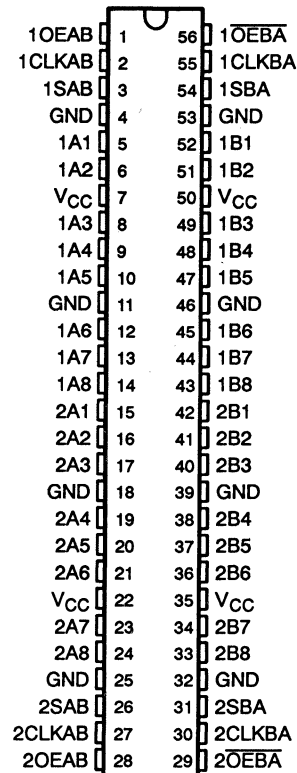 1OEAB 1 56 1O̅E̅B̅A̅
1CLKAB 2 55 1CLKBA
1SAB 3 54 1SBA
GND 4 53 GND
1A1 5 52 1B1
1A2 6 51 1B2
VCC 7 50 VCC
1A3 8 49 1B3
1A4 9 48 1B4
1A5 10 47 1B5
GND 11 46 GND
1A6 12 45 1B6
1A7 13 44 1B7
1A8 14 43 1B8
2A1 15 42 2B1
2A2 16 41 2B2
2A3 17 40 2B3
GND 18 39 GND
2A4 19 38 2B4
2A5 20 37 2B5
2A6 21 36 2B6
VCC 22 35 VCC
2A7 23 34 2B7
2A8 24 33 2B8
GND 25 32 GND
2SAB 26 31 2SBA
2CLKAB 27 30 2CLKBA
2OEAB 28 29 2O̅E̅B̅A̅